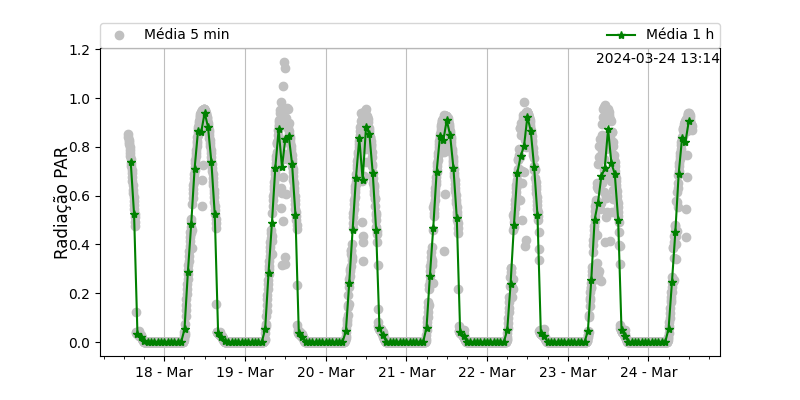 Média 5 min
Média 1 h
2024-03-24 13:14
Radiação PAR
1.2
1.0
0.8
0.6
0.4
0.2
0.0
18 - Mar
19 - Mar
20 - Mar
21 - Mar
22 - Mar
23 - Mar
24 - Mar